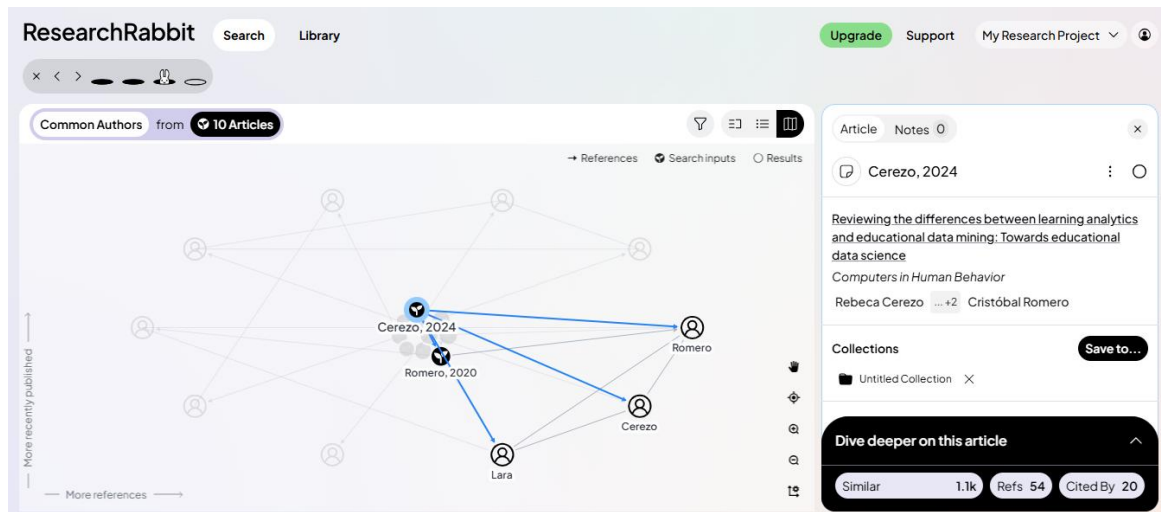 ResearchRabbit Search Library Upgrade Support My Research Project
Common Authors from 10 Articles
→ References Search inputs Results
Cerezo, 2024
Romero, 2020
Romero
Cerezo
Lara
More recently published
More references
Article Notes 0
Cerezo, 2024
Reviewing the differences between learning analytics
and educational data mining: Towards educational
data science
Computers in Human Behavior
Rebeca Cerezo ... +2 Cristóbal Romero
Collections Save to...
Untitled Collection
Dive deeper on this article
Similar 1.1k Refs 54 Cited By 20